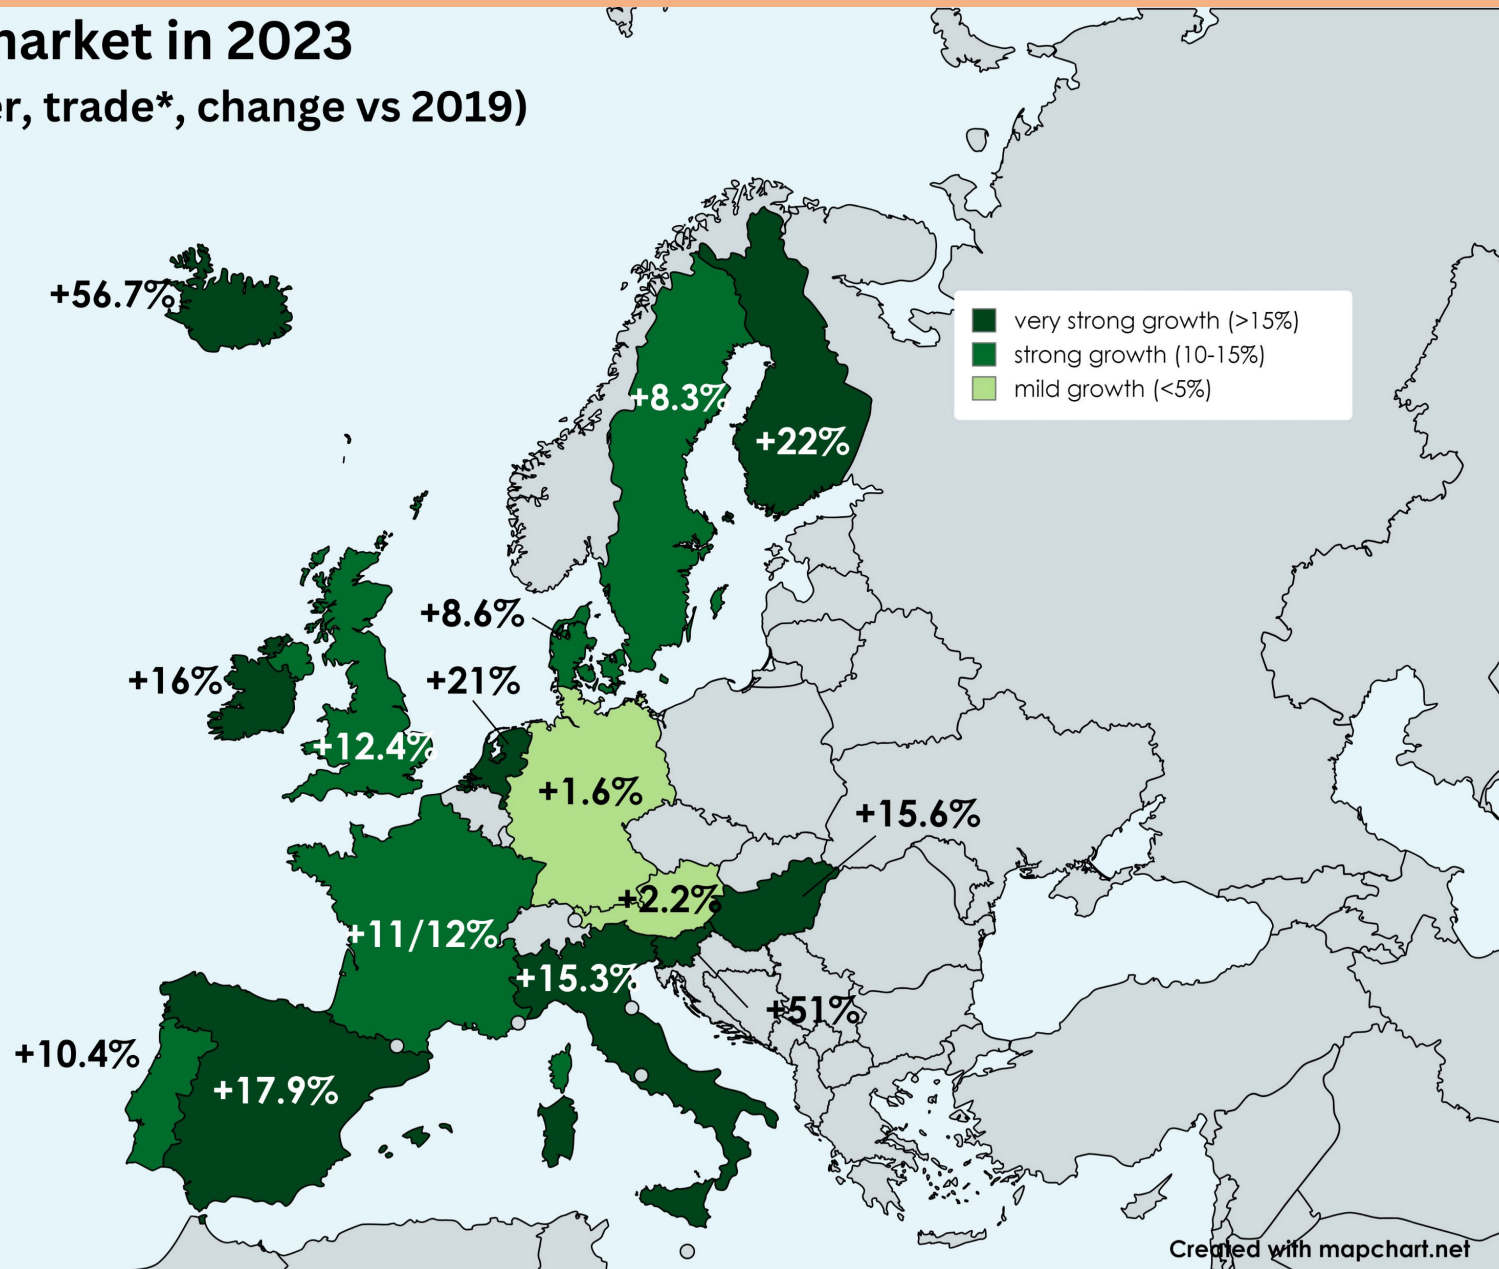 market in 2023
er, trade*, change vs 2019)
+56.7%
very strong growth (>15%)
strong growth (10-15%)
mild growth (<5%)
+8.3%
+22%
+8.6%
+16%
+21%
+12.4%
+1.6%
+15.6%
+2.2%
+11/12%
+15.3%
+51%
+10.4%
+17.9%
Created with mapchart.net